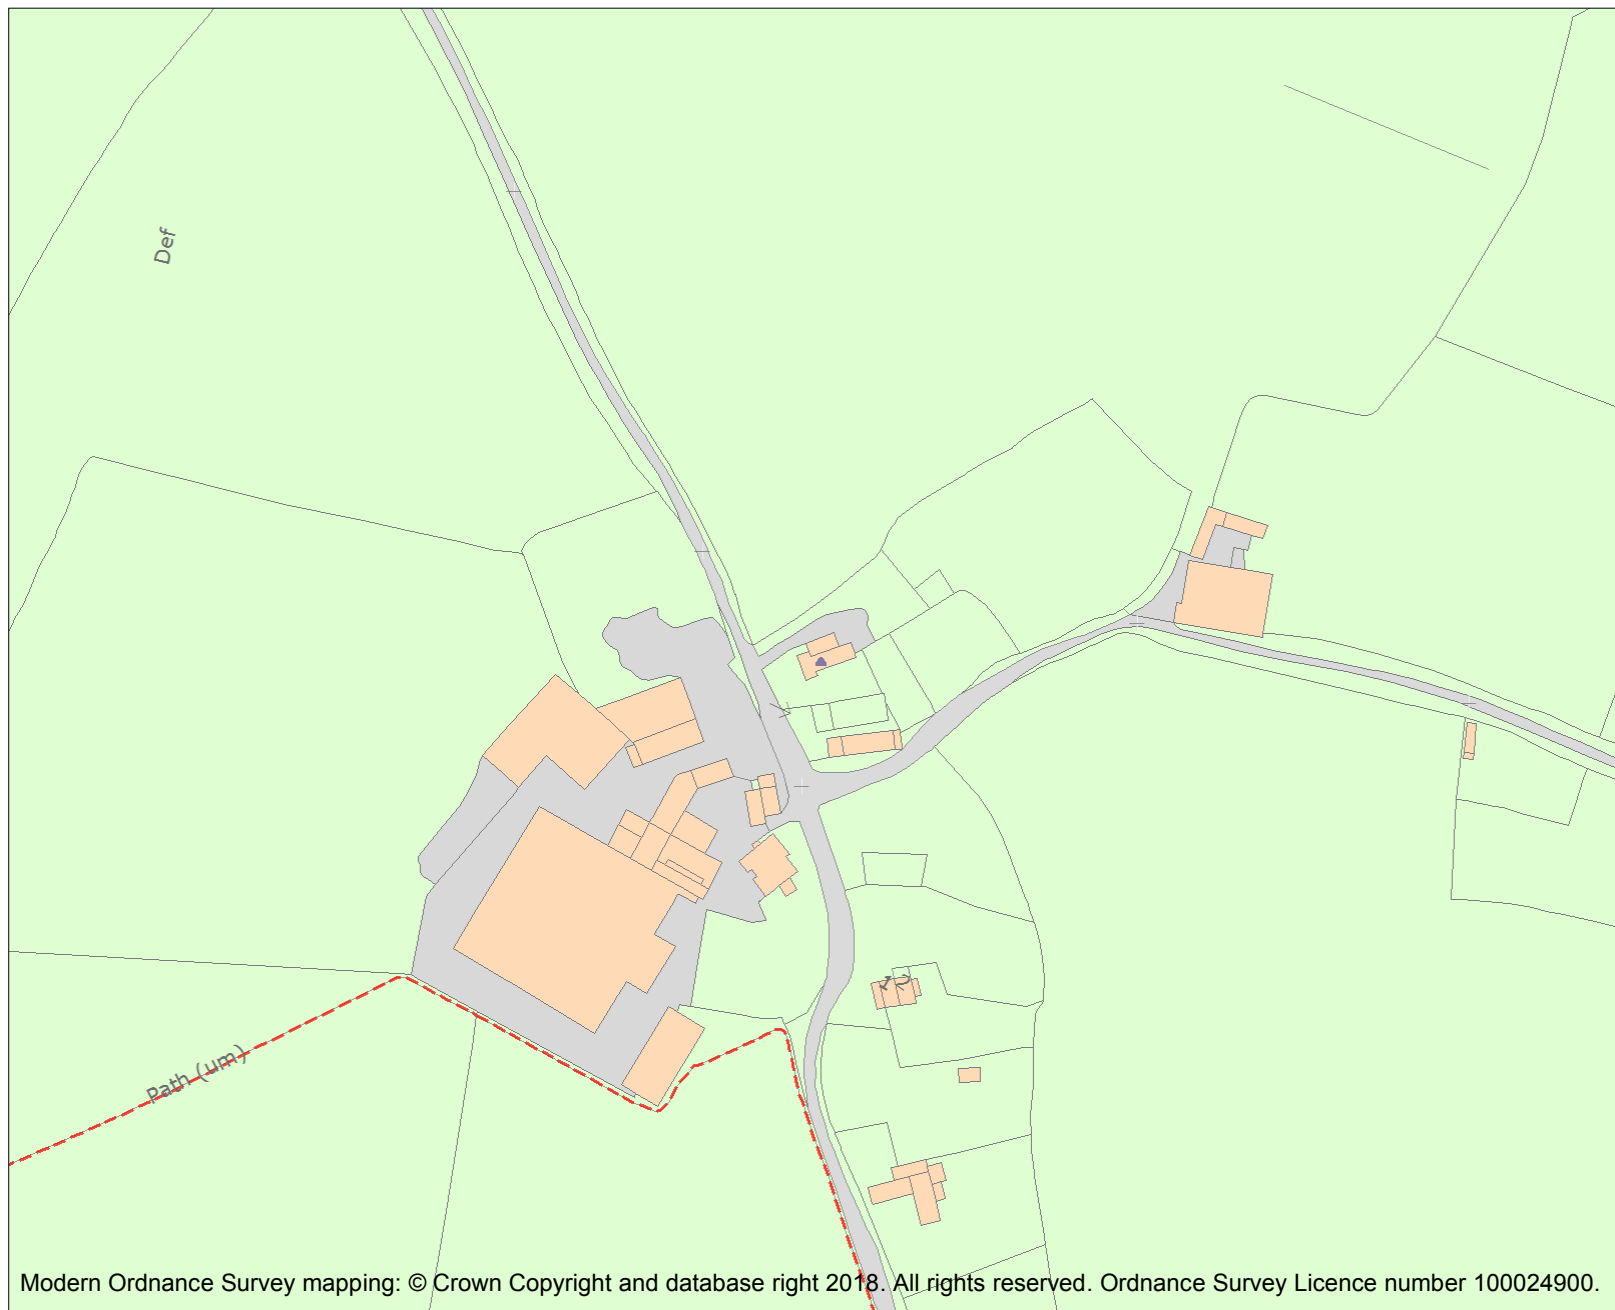 Def
Path (um)
Modern Ordnance Survey mapping: © Crown Copyright and database right 2018. All rights reserved. Ordnance Survey Licence number 100024900.